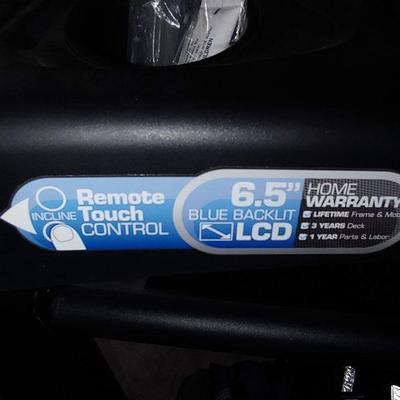 CHILDREN
INCLINE
Remote
Touch
CONTROL
6.5"
BLUE BACKLIT
LCD
HOME
WARRANTY
LIFETIME Frame & Mot
3 YEARS Deck
1 YEAR Parts & Labor